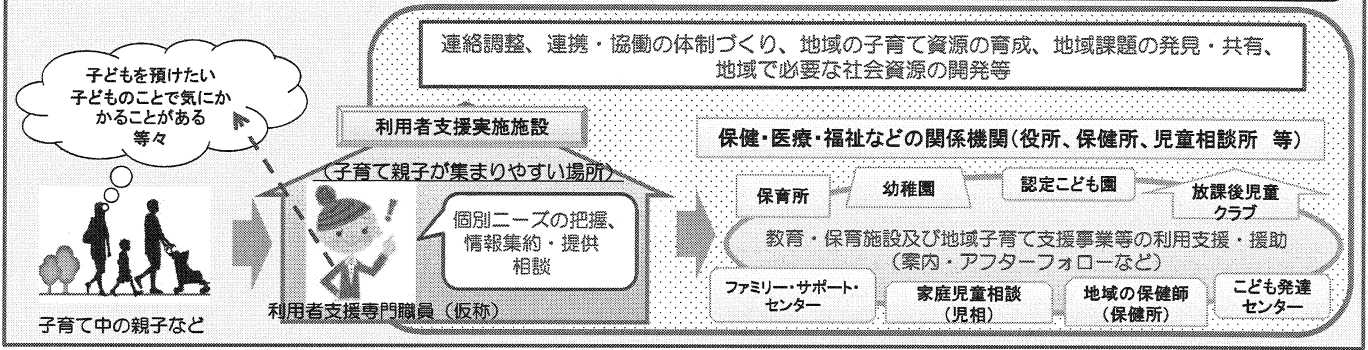 連絡調整、連携・協働の体制づくり、地域の子育て資源の育成、地域課題の発見・共有、
地域で必要な社会資源の開発等
子どもを預けたい
子どものことで気にか
かることがある
等々
利用者支援実施施設
(子育て親子が集まりやすい場所)
個別ニーズの把握、
情報集約・提供
相談
利用者支援専門職員(仮称)
子育て中の親子など
保健・医療・福祉などの関係機関(役所、保健所、児童相談所 等)
保育所
幼稚園
認定こども園
放課後児童
クラブ
教育・保育施設及び地域子育て支援事業等の利用支援・援助
(案内・アフターフォローなど)
ファミリー・サポート・
センター
家庭児童相談
(児相)
地域の保健師
(保健所)
こども発達
センター